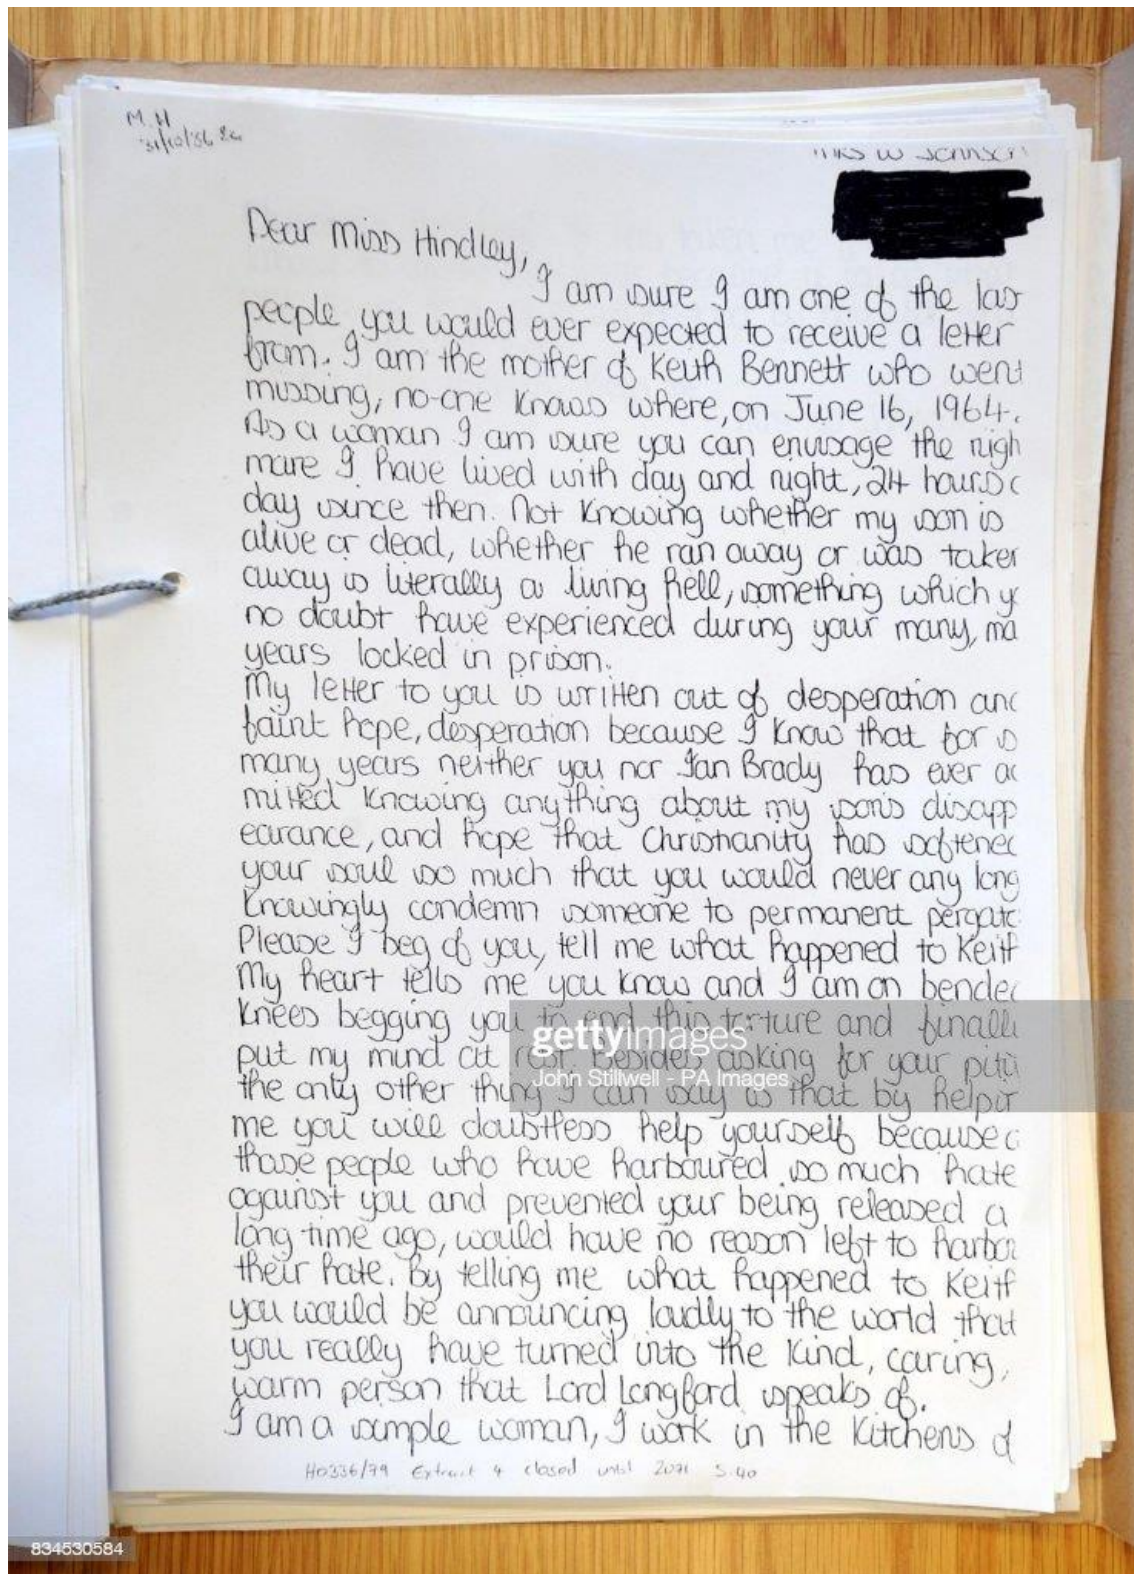 M.H
31/10/86
Mrs W Johnson
Dear Miss Hindley,
I am sure I am one of the las
people you would ever expected to receive a letter
from. I am the mother of Keith Bennett who went
missing, no-one knows where, on June 16, 1964.
As a woman I am sure you can envisage the nigh
mare I have lived with day and night, 24 hours
day since then. Not knowing whether my son is
alive or dead, whether he ran away or was taken
away is literally a living hell, something which y
no doubt have experienced during your many, ma
years locked in prison.
My letter to you is written out of desperation and
faint hope, desperation because I know that for s
many years neither you nor Ian Brady has ever a
mitted knowing anything about my son's disapp
earance, and hope that Christianity has softened
your soul so much that you would never any long
knowingly condemn someone to permanent pergato
Please I beg of you, tell me what happened to Keith
My heart tells me you know and I am on bended
knees begging you to end this torture and finally
put my mind at rest. Besides asking for your pity
the only other thing I can say is that by helpin
me you will doubtless help yourself because
those people who have harboured so much hate
against you and prevented your being released a
long time ago, would have no reason left to harbo
their hate. By telling me what happened to Keith
you would be announcing loudly to the world that
you really have turned into the kind, caring,
warm person that Lord Longford speaks of.
I am a simple woman, I work in the kitchens of
HO336/79 Extract 4 closed until 2071 S.40
gettyimages
John Stillwell - PA Images
834530584